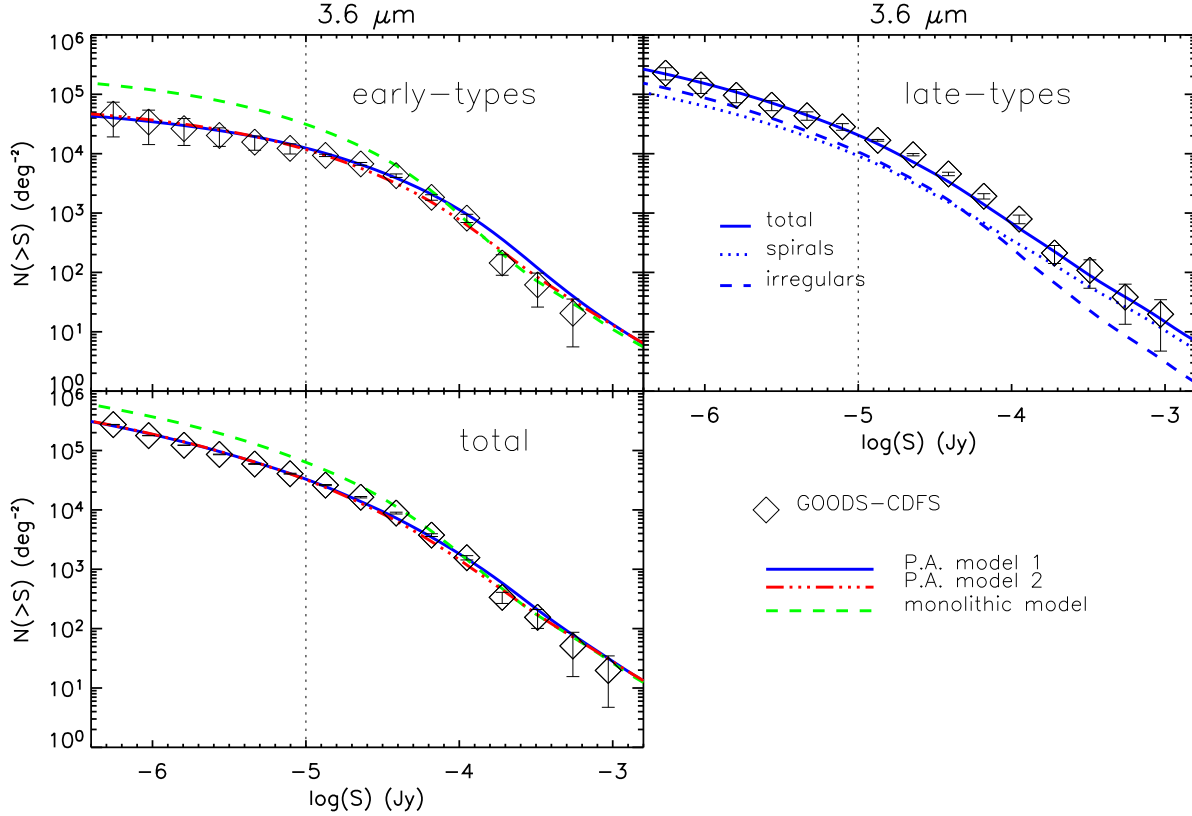 3.6 μm
3.6 μm
10⁶
10⁵
10⁴
10³
10²
10¹
10⁰
N(>S) (deg⁻²)
early−types
late−types
total
spirals
irregulars
−6
−5
−4
−3
log(S) (Jy)
10⁶
10⁵
10⁴
10³
10²
10¹
10⁰
N(>S) (deg⁻²)
total
−6
−5
−4
−3
log(S) (Jy)
GOODS−CDFS
P.A. model 1
P.A. model 2
monolithic model